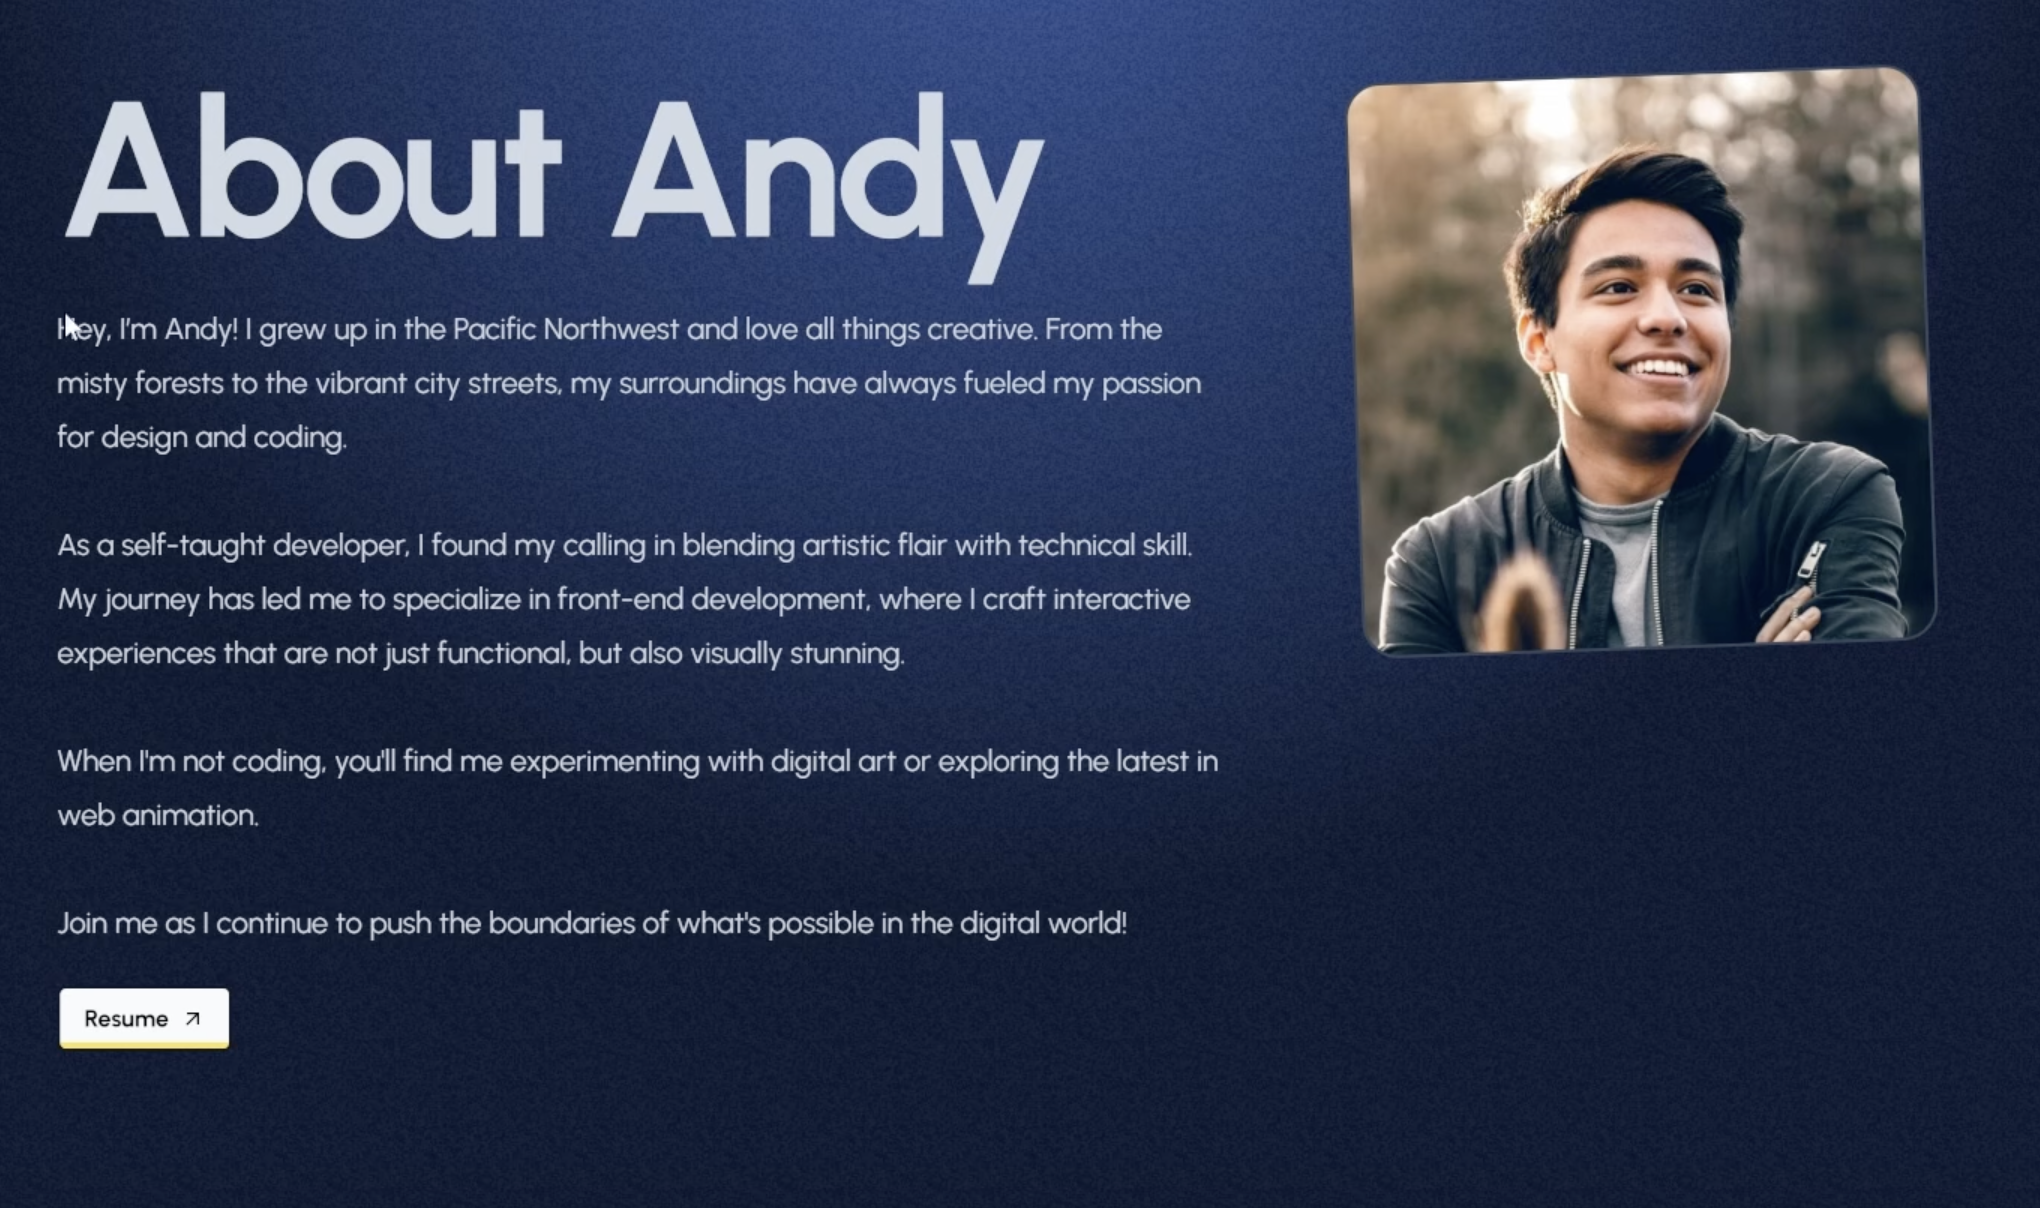 About Andy
Hey, I'm Andy! I grew up in the Pacific Northwest and love all things creative. From the
misty forests to the vibrant city streets, my surroundings have always fueled my passion
for design and coding.
As a self-taught developer, I found my calling in blending artistic flair with technical skill.
My journey has led me to specialize in front-end development, where I craft interactive
experiences that are not just functional, but also visually stunning.
When I'm not coding, you'll find me experimenting with digital art or exploring the latest in
web animation.
Join me as I continue to push the boundaries of what's possible in the digital world!
Resume